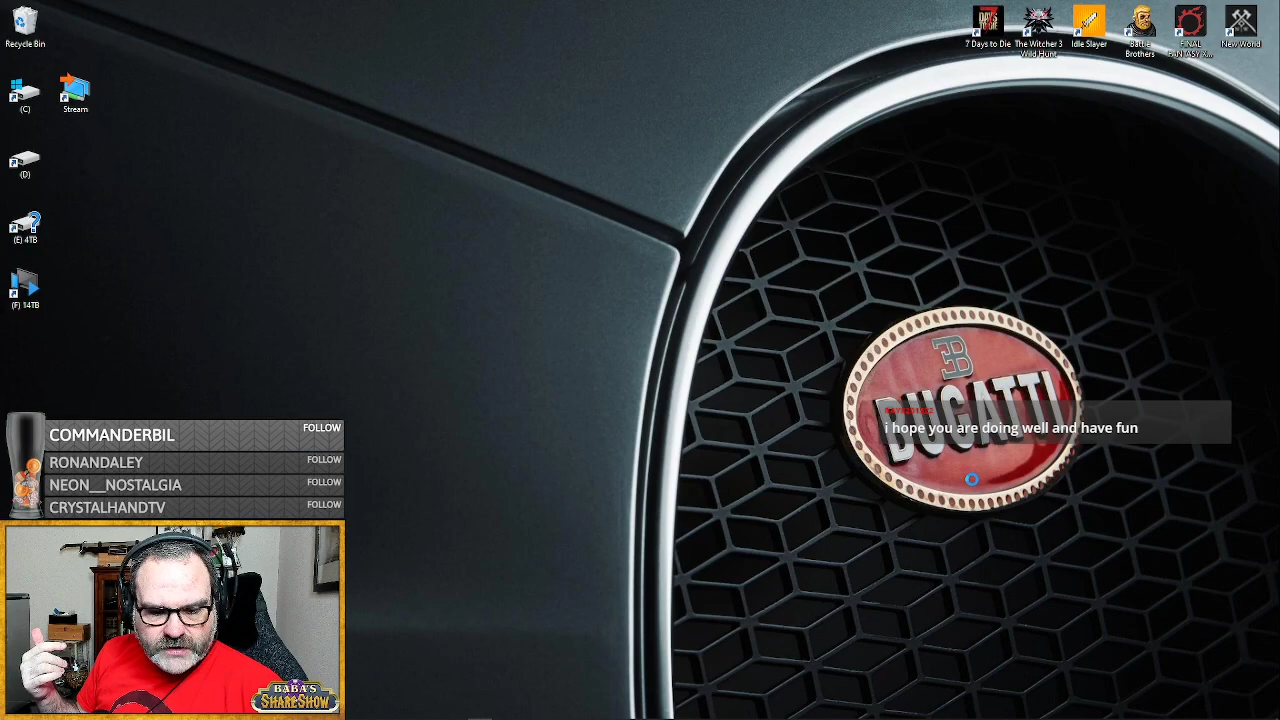 Recycle Bin
7 Days to Die
The Witcher 3
Wild Hunt
Idle Slayer
Battle
Brothers
FINAL
FANTASY X...
New World
(C)
Stream
(D)
(E) 4TB
(F) 14TB
BUGATTI
i hope you are doing well and have fun
COMMANDERBIL FOLLOW
RONANDALEY FOLLOW
NEON__NOSTALGIA FOLLOW
CRYSTALHANDTV FOLLOW
BABA'S
SHARESHOW